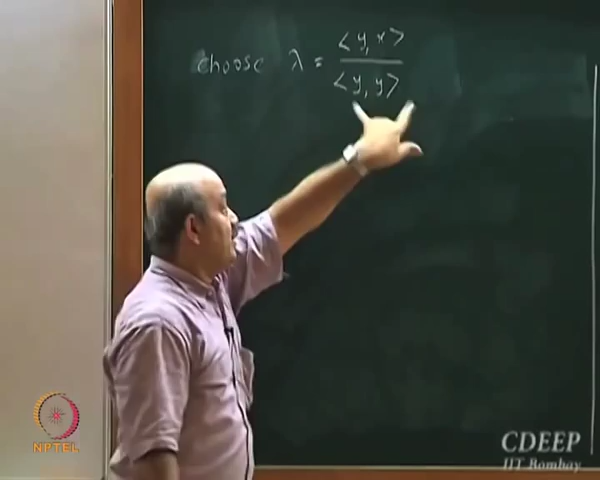 choose λ = <y, x> / <y, y>
NPTEL
CDEEP
IIT Bombay